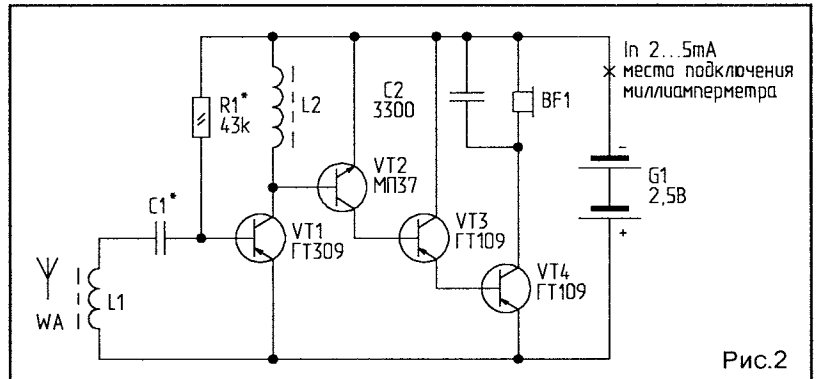 In 2...5mA
места подключения
миллиамперметра
R1*
43k
L2
C2
3300
BF1
VT2
МП37
G1
2,5В
−
+
C1*
VT1
ГТ309
VT3
ГТ109
VT4
ГТ109
WA
L1
Рис.2